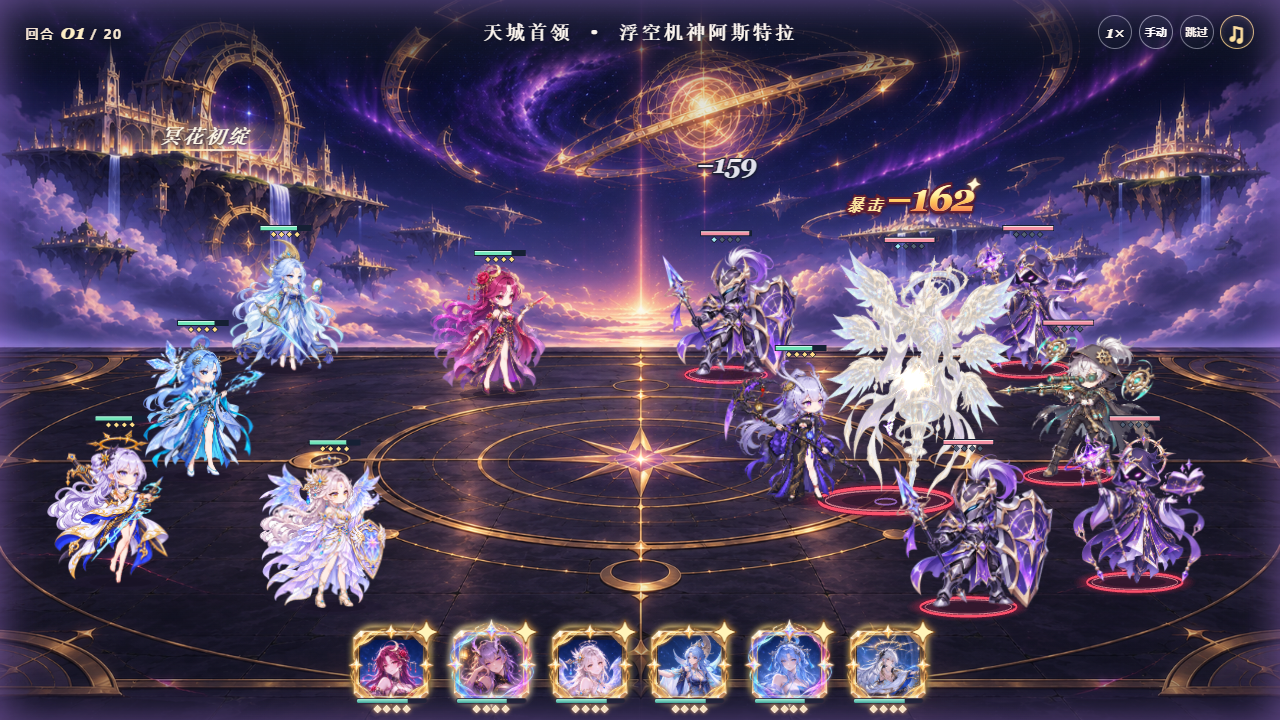 回合 01 / 20
天城首领 · 浮空机神阿斯特拉
1×
手动
跳过
冥花初绽
-159
暴击-162